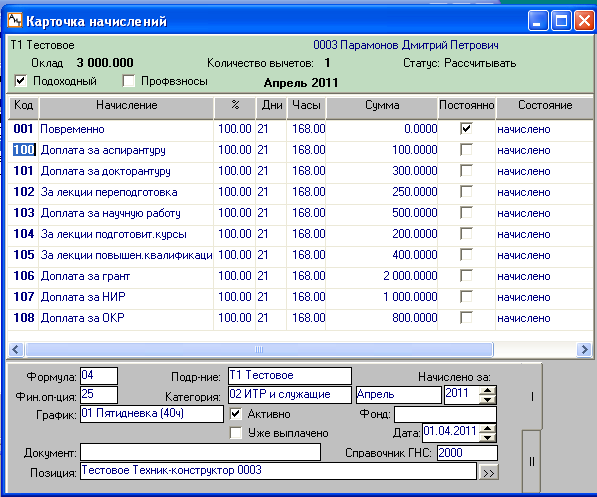 Карточка начислений
Т1 Тестовое 0003 Парамонов Дмитрий Петрович
Оклад 3 000.000 Количество вычетов: 1 Статус: Рассчитывать
Подоходный Профвзносы Апрель 2011
Код Начисление % Дни Часы Сумма Постоянно Состояние
001 Повременно 100.00 21 168.00 0.0000 начислено
100 Доплата за аспирантуру 100.00 21 168.00 100.0000 начислено
101 Доплата за докторантуру 100.00 21 168.00 300.0000 начислено
102 За лекции переподготовка 100.00 21 168.00 250.0000 начислено
103 Доплата за научную работу 100.00 21 168.00 500.0000 начислено
104 За лекции подготовит.курсы 100.00 21 168.00 200.0000 начислено
105 За лекции повышен.квалификаци 100.00 21 168.00 400.0000 начислено
106 Доплата за грант 100.00 21 168.00 2 000.0000 начислено
107 Доплата за НИР 100.00 21 168.00 1 000.0000 начислено
108 Доплата за ОКР 100.00 21 168.00 800.0000 начислено
Формула: 04 Подр-ние: Т1 Тестовое Начислено за:
Фин.оп-ция: 25 Категория: 02 ИТР и служащие Апрель 2011 I
График: 01 Пятидневка (40ч) Активно Фонд:
Уже выплачено Дата: 01.04.2011
Документ: Справочник ГНС: 2000 II
Позиция: Тестовое Техник-конструктор 0003 >>